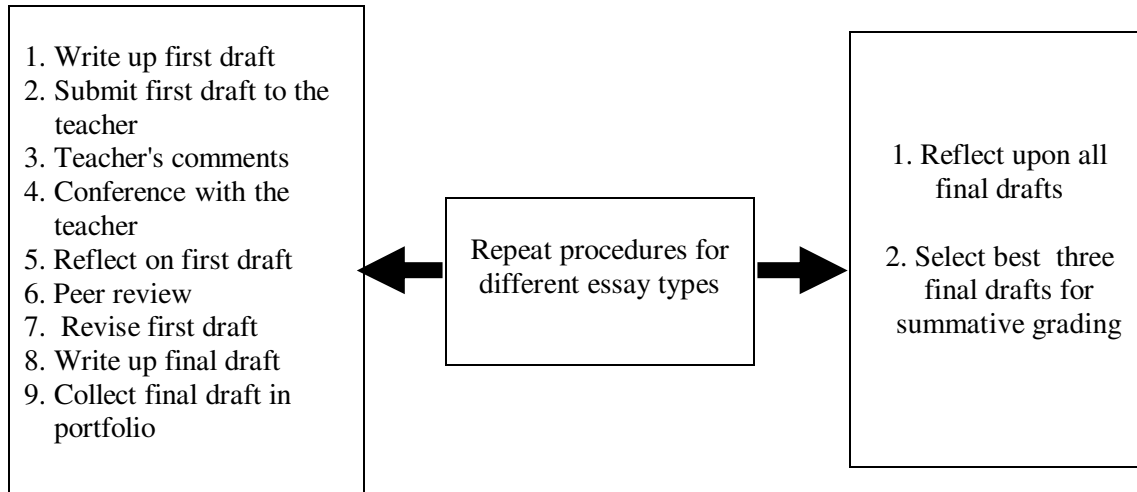 1. Write up first draft
2. Submit first draft to the
teacher
3. Teacher's comments
4. Conference with the
teacher
5. Reflect on first draft
6. Peer review
7. Revise first draft
8. Write up final draft
9. Collect final draft in
portfolio
Repeat procedures for
different essay types
1. Reflect upon all
final drafts
2. Select best three
final drafts for
summative grading